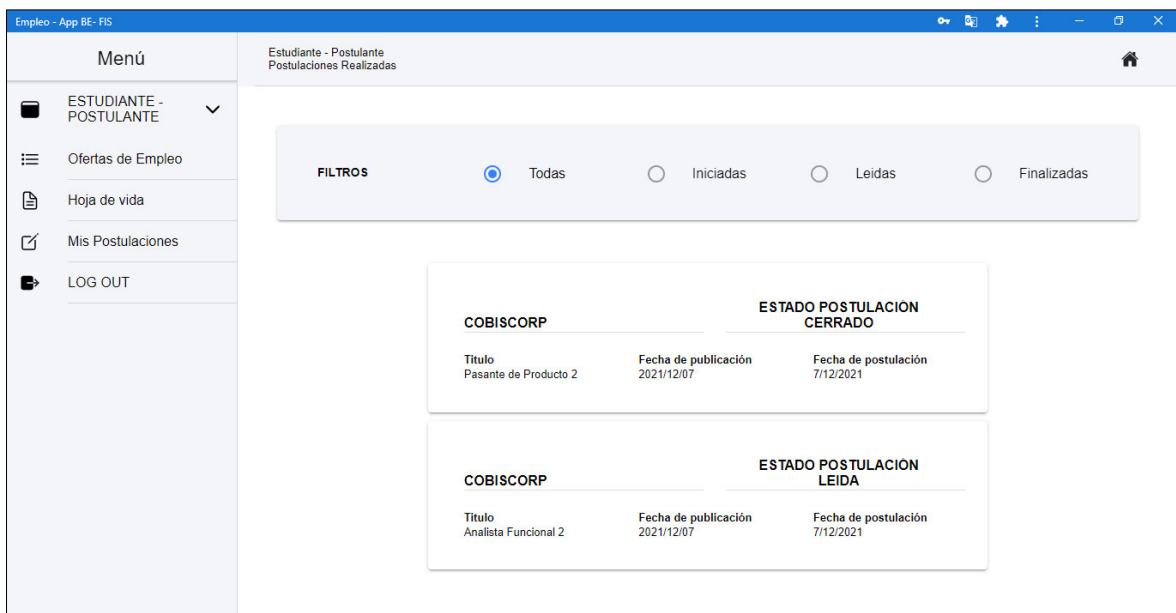 Empleo - App BE- FIS
Menú
ESTUDIANTE -
POSTULANTE
Ofertas de Empleo
Hoja de vida
Mis Postulaciones
LOG OUT
Estudiante - Postulante
Postulaciones Realizadas
FILTROS Todas Iniciadas Leidas Finalizadas
ESTADO POSTULACIÓN
COBISCORP CERRADO
Titulo Fecha de publicación Fecha de postulación
Pasante de Producto 2 2021/12/07 7/12/2021
ESTADO POSTULACIÓN
COBISCORP LEIDA
Titulo Fecha de publicación Fecha de postulación
Analista Funcional 2 2021/12/07 7/12/2021